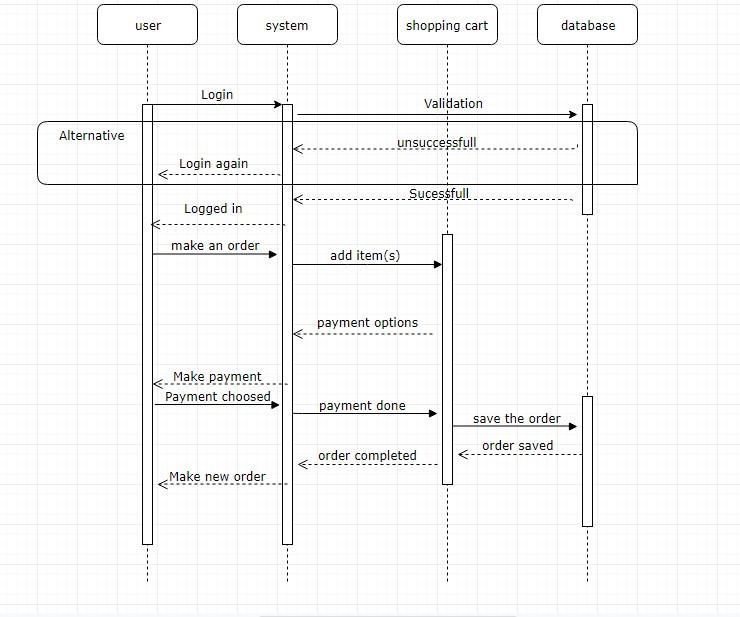 user
system
shopping cart
database
Login
Validation
Alternative
unsuccessfull
Login again
Sucessfull
Logged in
make an order
add item(s)
payment options
Make payment
Payment choosed
payment done
save the order
order saved
order completed
Make new order